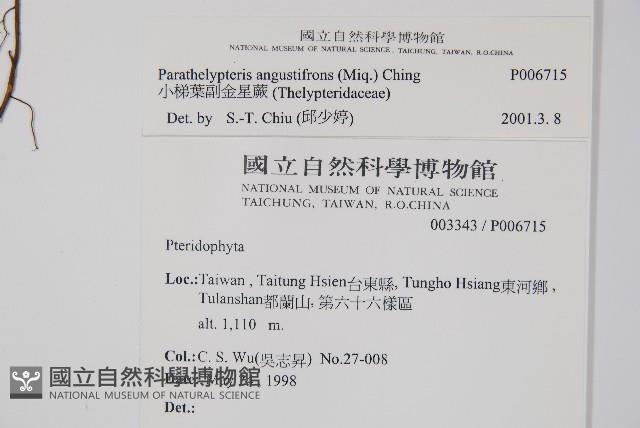 國立自然科學博物館
NATIONAL MUSEUM OF NATURAL SCIENCE, TAICHUNG, TAIWAN, R.O.CHINA
Parathelypteris angustifrons (Miq.) Ching P006715
小梯葉副金星蕨 (Thelypteridaceae)
Det. by S.-T. Chiu (邱少婷) 2001.3. 8
國立自然科學博物館
NATIONAL MUSEUM OF NATURAL SCIENCE
TAICHUNG, TAIWAN, R.O.CHINA
003343 / P006715
Pteridophyta
Loc.:Taiwan , Taitung Hsien台東縣, Tungho Hsiang東河鄉 ,
Tulanshan都蘭山, 第六十六樣區
alt. 1,110 m.
Col.:C. S. Wu(吳志昇) No.27-008
, 1998
Det.:
國立自然科學博物館
NATIONAL MUSEUM OF NATURAL SCIENCE